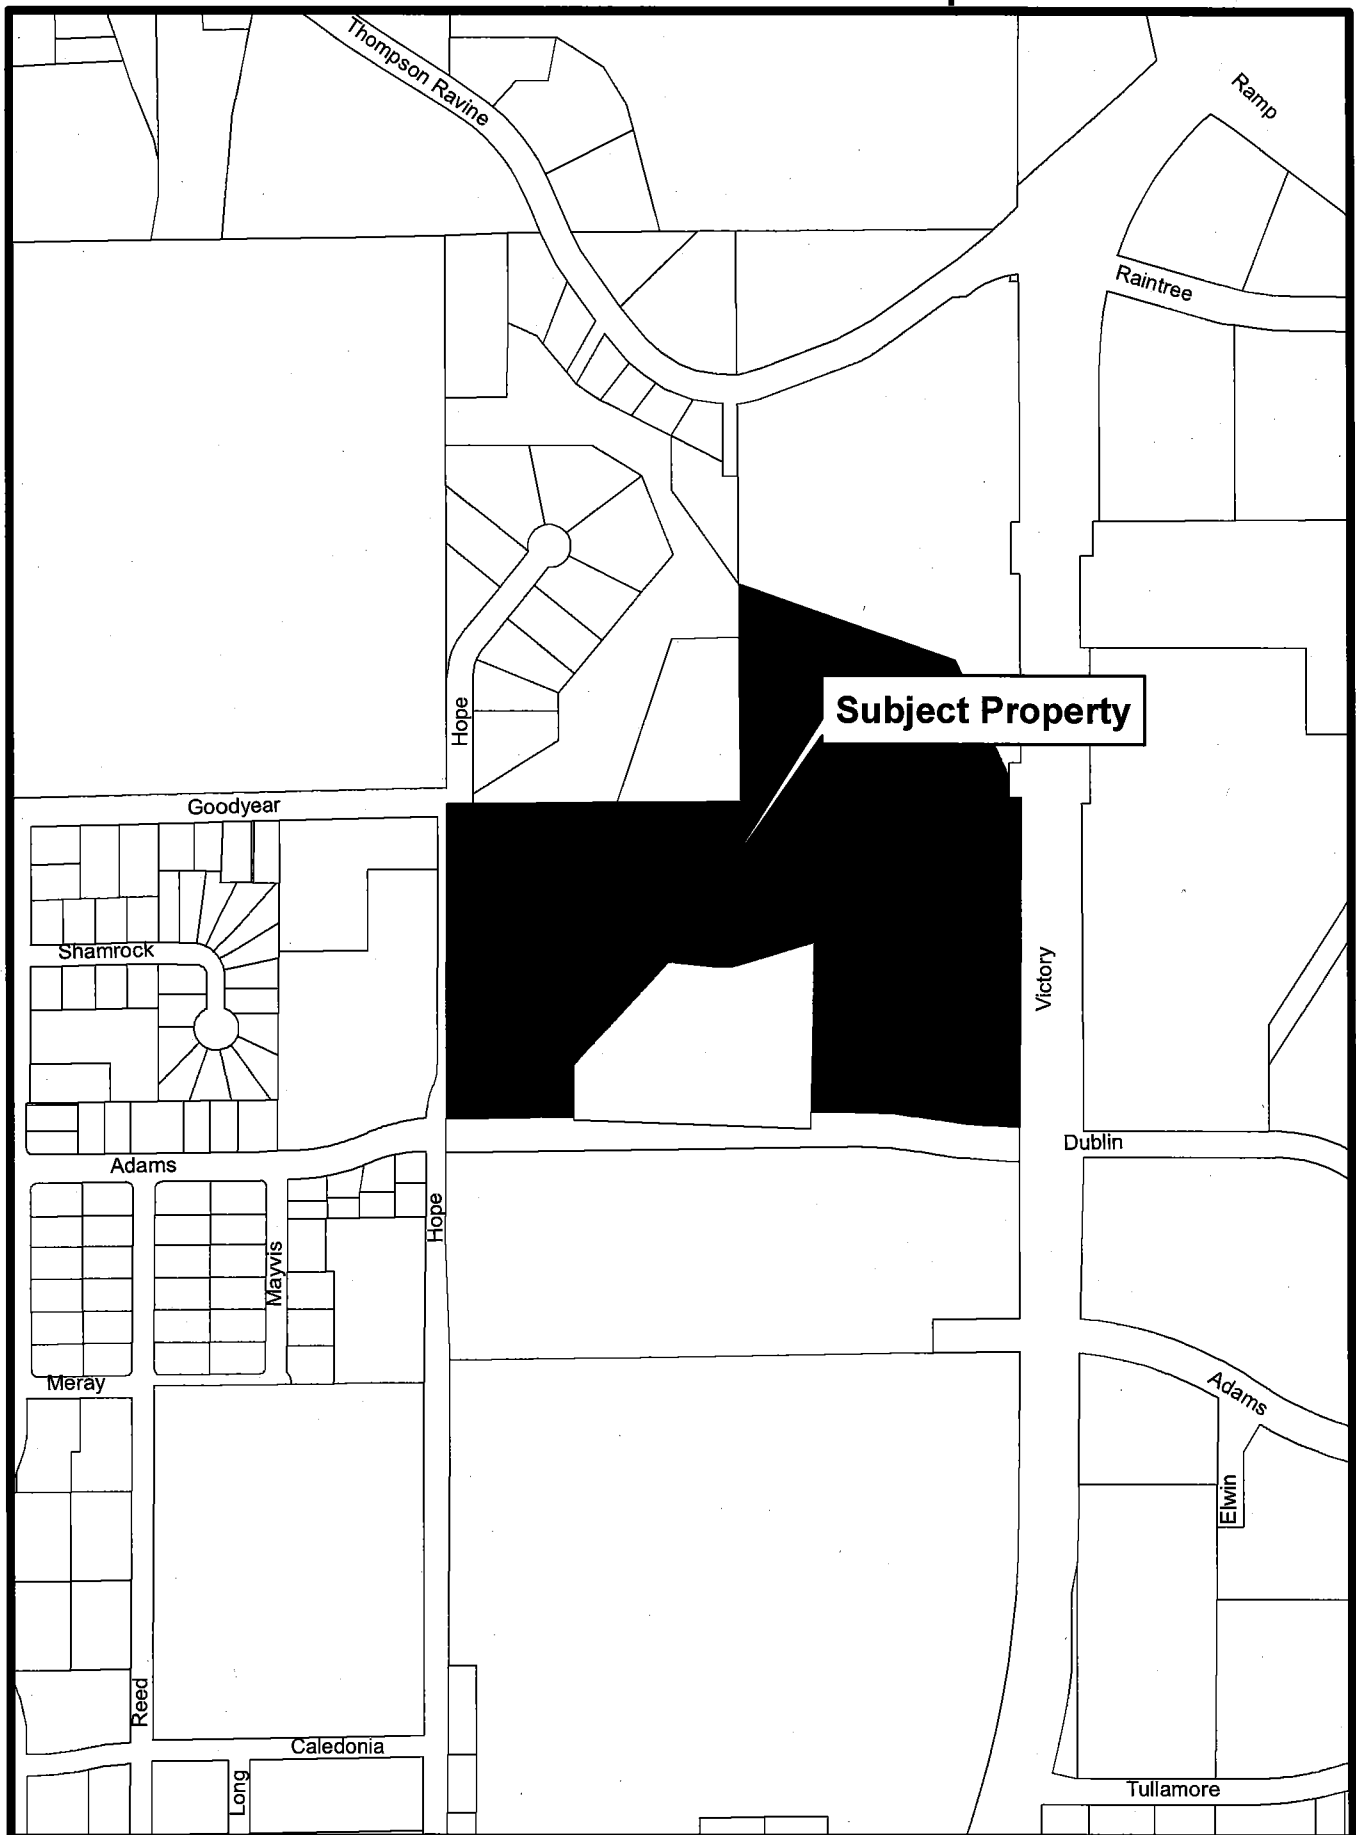 Thompson Ravine
Ramp
Raintree
Hope
Subject Property
Goodyear
Shamrock
Victory
Dublin
Adams
Hope
Mayvis
Meray
Adams
Elwin
Reed
Caledonia
Long
Tullamore